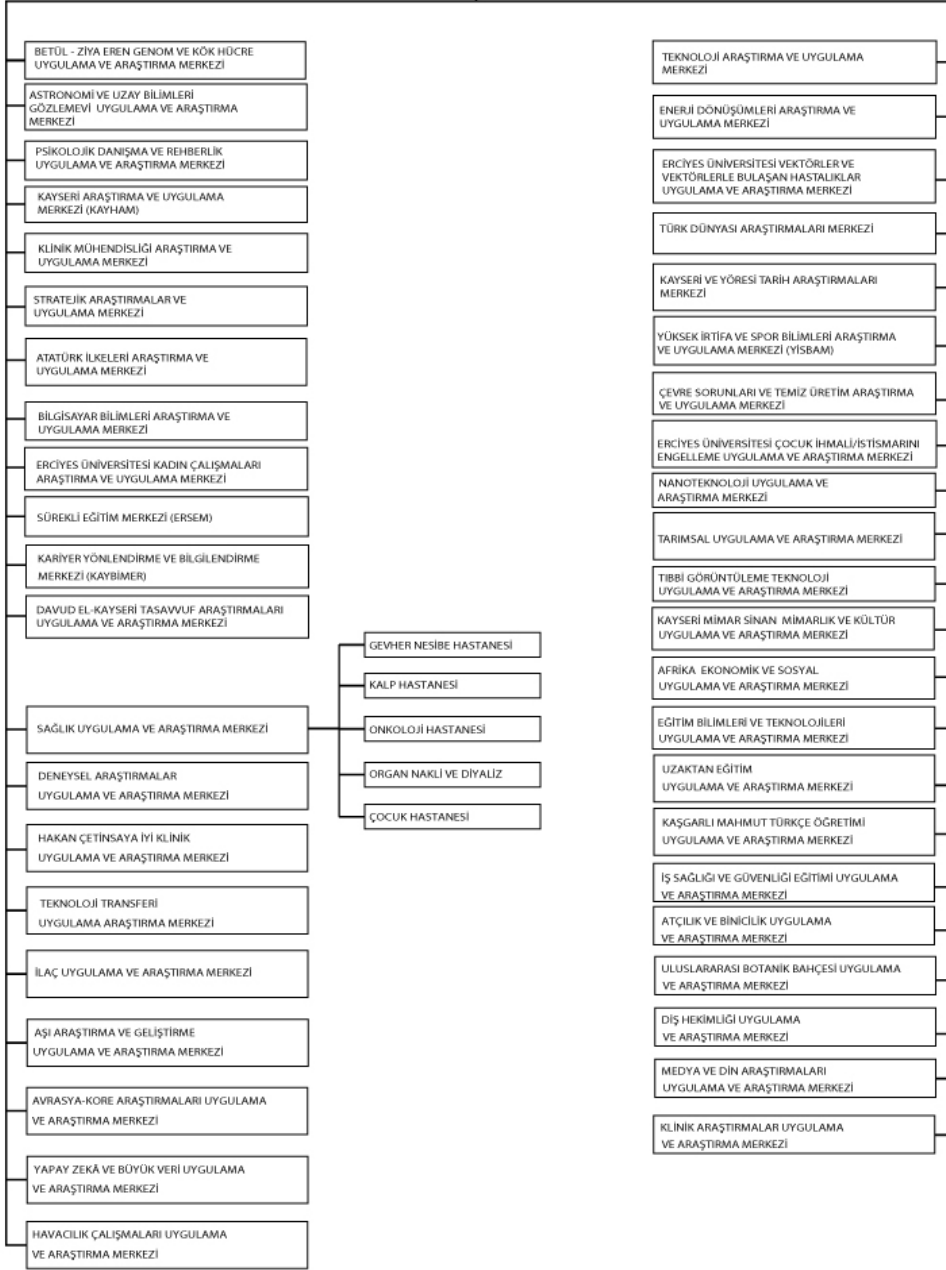 BETÜL - ZİYA EREN GENOM VE KÖK HÜCRE
UYGULAMA VE ARAŞTIRMA MERKEZİ
ASTRONOMİ VE UZAY BİLİMLERİ
GÖZLEMEVİ UYGULAMA VE ARAŞTIRMA
MERKEZİ
PSİKOLOJİK DANIŞMA VE REHBERLİK
UYGULAMA VE ARAŞTIRMA MERKEZİ
KAYSERİ ARAŞTIRMA VE UYGULAMA
MERKEZİ (KAYHAM)
KLİNİK MÜHENDİSLİĞİ ARAŞTIRMA VE
UYGULAMA MERKEZİ
STRATEJİK ARAŞTIRMALAR VE
UYGULAMA MERKEZİ
ATATÜRK İLKELERİ ARAŞTIRMA VE
UYGULAMA MERKEZİ
BİLGİSAYAR BİLİMLERİ ARAŞTIRMA VE
UYGULAMA MERKEZİ
ERCİYES ÜNİVERSİTESİ KADIN ÇALIŞMALARI
ARAŞTIRMA VE UYGULAMA MERKEZİ
SÜREKLİ EĞİTİM MERKEZİ (ERSEM)
KARİYER YÖNLENDİRME VE BİLGİLENDİRME
MERKEZİ (KAYBİMER)
DAVUD EL-KAYSERİ TASAVVUF ARAŞTIRMALARI
UYGULAMA VE ARAŞTIRMA MERKEZİ
SAĞLIK UYGULAMA VE ARAŞTIRMA MERKEZİ
DENEYSEL ARAŞTIRMALAR
UYGULAMA VE ARAŞTIRMA MERKEZİ
HAKAN ÇETİNSAYA İYİ KLİNİK
UYGULAMA VE ARAŞTIRMA MERKEZİ
TEKNOLOJİ TRANSFERİ
UYGULAMA ARAŞTIRMA MERKEZİ
İLAÇ UYGULAMA VE ARAŞTIRMA MERKEZİ
AŞI ARAŞTIRMA VE GELİŞTİRME
UYGULAMA VE ARAŞTIRMA MERKEZİ
AVRASYA-KORE ARAŞTIRMALARI UYGULAMA
VE ARAŞTIRMA MERKEZİ
YAPAY ZEKÂ VE BÜYÜK VERİ UYGULAMA
VE ARAŞTIRMA MERKEZİ
HAVACILIK ÇALIŞMALARI UYGULAMA
VE ARAŞTIRMA MERKEZİ
GEVHER NESİBE HASTANESİ
KALP HASTANESİ
ONKOLOJİ HASTANESİ
ORGAN NAKLİ VE DİYALİZ
ÇOCUK HASTANESİ
TEKNOLOJİ ARAŞTIRMA VE UYGULAMA
MERKEZİ
ENERJİ DÖNÜŞÜMLERİ ARAŞTIRMA VE
UYGULAMA MERKEZİ
ERCİYES ÜNİVERSİTESİ VEKTÖRLER VE
VEKTÖRLERLE BULAŞAN HASTALIKLAR
UYGULAMA VE ARAŞTIRMA MERKEZİ
TÜRK DÜNYASI ARAŞTIRMALARI MERKEZİ
KAYSERİ VE YÖRESİ TARİH ARAŞTIRMALARI
MERKEZİ
YÜKSEK İRTİFA VE SPOR BİLİMLERİ ARAŞTIRMA
VE UYGULAMA MERKEZİ (YİSBAM)
ÇEVRE SORUNLARI VE TEMİZ ÜRETİM ARAŞTIRMA
VE UYGULAMA MERKEZİ
ERCİYES ÜNİVERSİTESİ ÇOCUK İHMALİ/İSTİSMARINI
ENGELLEME UYGULAMA VE ARAŞTIRMA MERKEZİ
NANOTEKNOLOJİ UYGULAMA VE
ARAŞTIRMA MERKEZİ
TARIMSAL UYGULAMA VE ARAŞTIRMA MERKEZİ
TIBBİ GÖRÜNTÜLEME TEKNOLOJİ
UYGULAMA VE ARAŞTIRMA MERKEZİ
KAYSERİ MİMAR SİNAN MİMARLIK VE KÜLTÜR
UYGULAMA VE ARAŞTIRMA MERKEZİ
AFRİKA EKONOMİK VE SOSYAL
UYGULAMA VE ARAŞTIRMA MERKEZİ
EĞİTİM BİLİMLERİ VE TEKNOLOJİLERİ
UYGULAMA VE ARAŞTIRMA MERKEZİ
UZAKTAN EĞİTİM
UYGULAMA VE ARAŞTIRMA MERKEZİ
KAŞGARLI MAHMUT TÜRKÇE ÖĞRETİMİ
UYGULAMA VE ARAŞTIRMA MERKEZİ
İŞ SAĞLIĞI VE GÜVENLİĞİ EĞİTİMİ UYGULAMA
VE ARAŞTIRMA MERKEZİ
ATÇILIK VE BİNİCİLİK UYGULAMA
VE ARAŞTIRMA MERKEZİ
ULUSLARARASI BOTANİK BAHÇESİ UYGULAMA
VE ARAŞTIRMA MERKEZİ
DİŞ HEKİMLİĞİ UYGULAMA
VE ARAŞTIRMA MERKEZİ
MEDYA VE DİN ARAŞTIRMALARI
UYGULAMA VE ARAŞTIRMA MERKEZİ
KLİNİK ARAŞTIRMALAR UYGULAMA
VE ARAŞTIRMA MERKEZİ